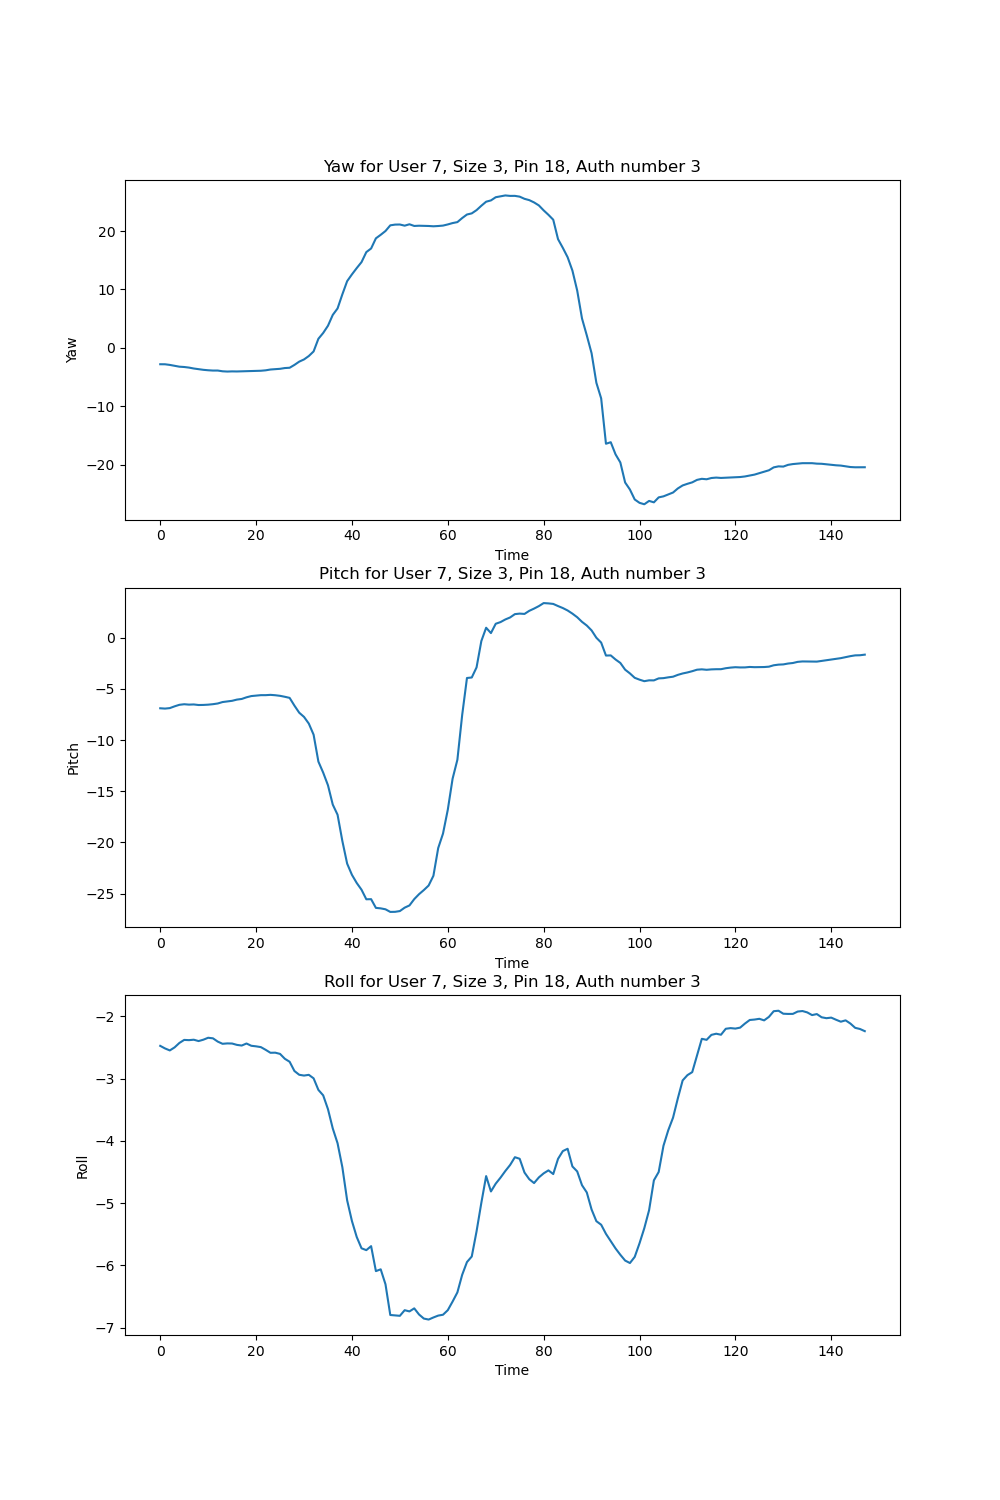 Yaw for User 7, Size 3, Pin 18, Auth number 3
20
10
0
−10
−20
Yaw
0 20 40 60 80 100 120 140
Time
Pitch for User 7, Size 3, Pin 18, Auth number 3
0
−5
−10
−15
−20
−25
Pitch
0 20 40 60 80 100 120 140
Time
Roll for User 7, Size 3, Pin 18, Auth number 3
−2
−3
−4
−5
−6
−7
Roll
0 20 40 60 80 100 120 140
Time